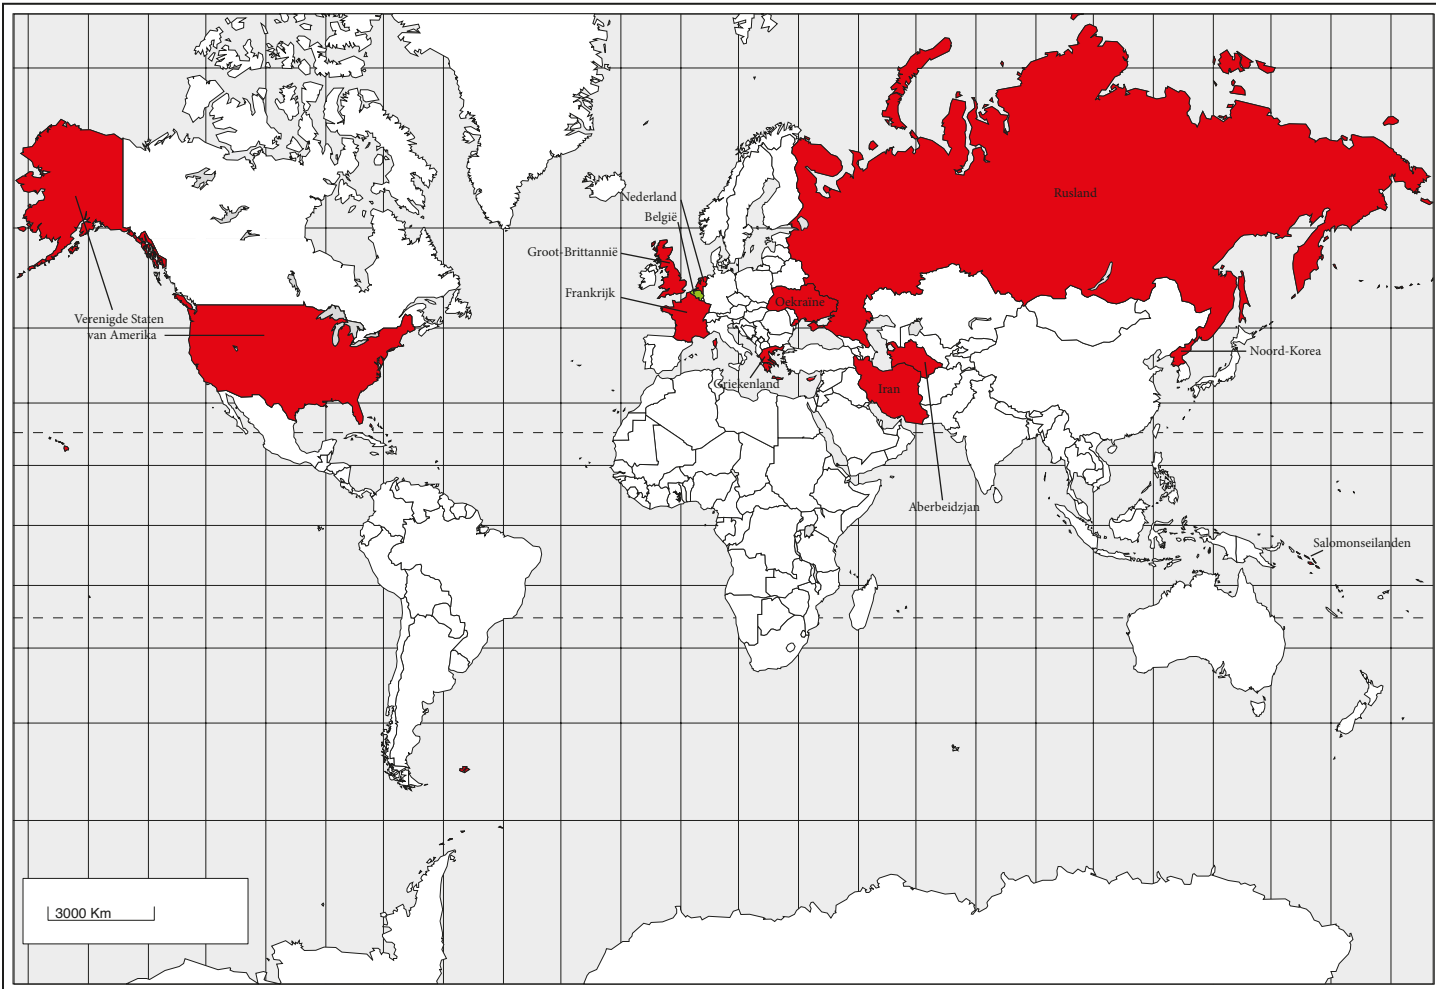 Rusland
Nederland
België
Groot-Brittannië
Frankrijk
Oekraïne
Verenigde Staten
van Amerika
Noord-Korea
Griekenland
Iran
Aberbeidzjan
Salomonseilanden
3000 Km